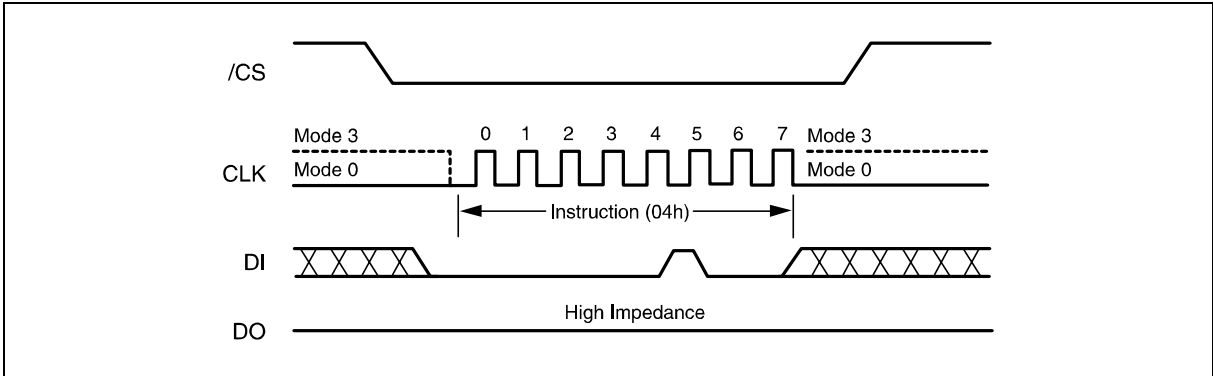 /CS
Mode 3
0 1 2 3 4 5 6 7
Mode 3
CLK
Mode 0
Mode 0
Instruction (04h)
DI
High Impedance
DO